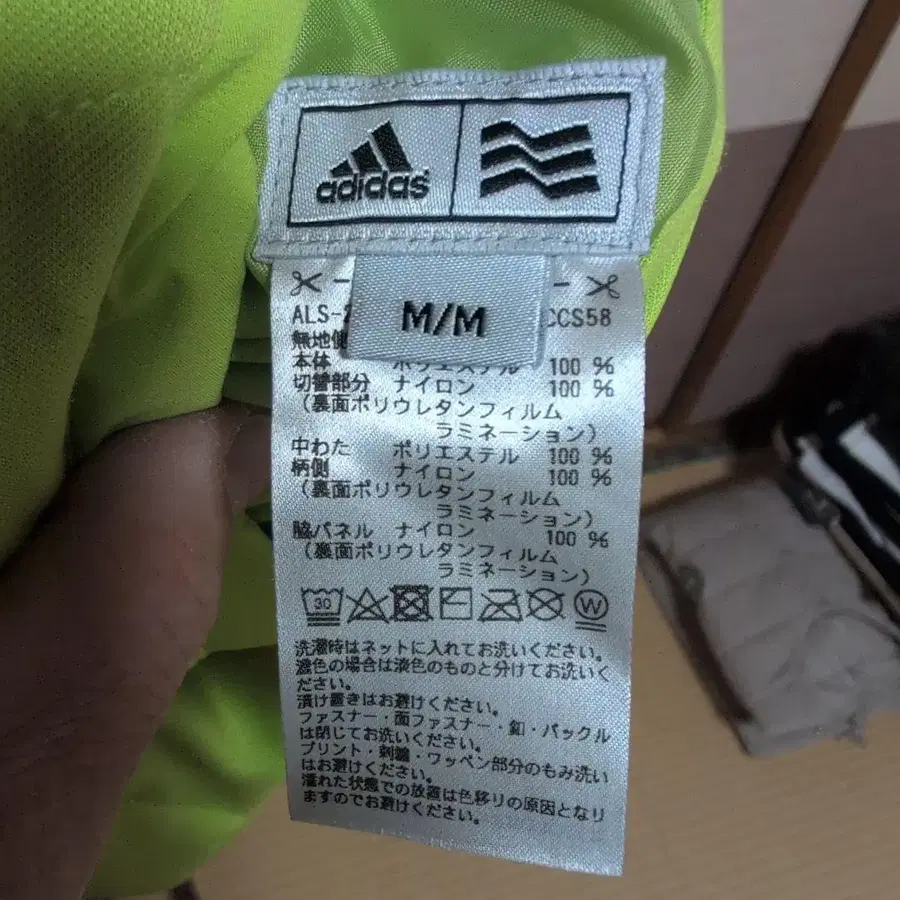 adidas
M/M
ALS-2 CCS58
無地側
本体 ポリエステル 100 %
切替部分 ナイロン 100 %
(裏面ポリウレタンフィルム
ラミネーション)
中わた ポリエステル 100 %
柄側 ナイロン 100 %
(裏面ポリウレタンフィルム
ラミネーション)
脇パネル ナイロン 100 %
(裏面ポリウレタンフィルム
ラミネーション)
30 W
洗濯時はネットに入れてお洗いください。
濃色の場合は淡色のものと分けてお洗いく
ださい。
漬け置きはお避けください。
ファスナー・面ファスナー・釦・バックル
は閉じてお洗いください。
プリント・刺繍・ワッペン部分のもみ洗い
はお避けください。
濡れた状態での放置は色移りの原因となり
ますのでお避けください。